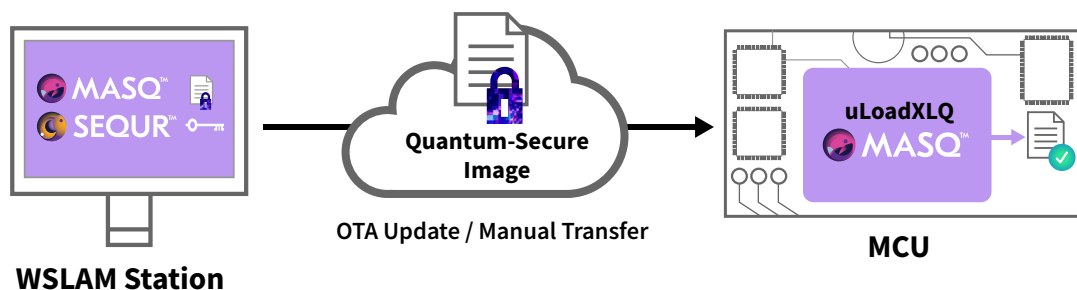 MASQ™
SEQUR™
WSLAM Station
Quantum-Secure
Image
OTA Update / Manual Transfer
uLoadXLQ
MASQ™
MCU